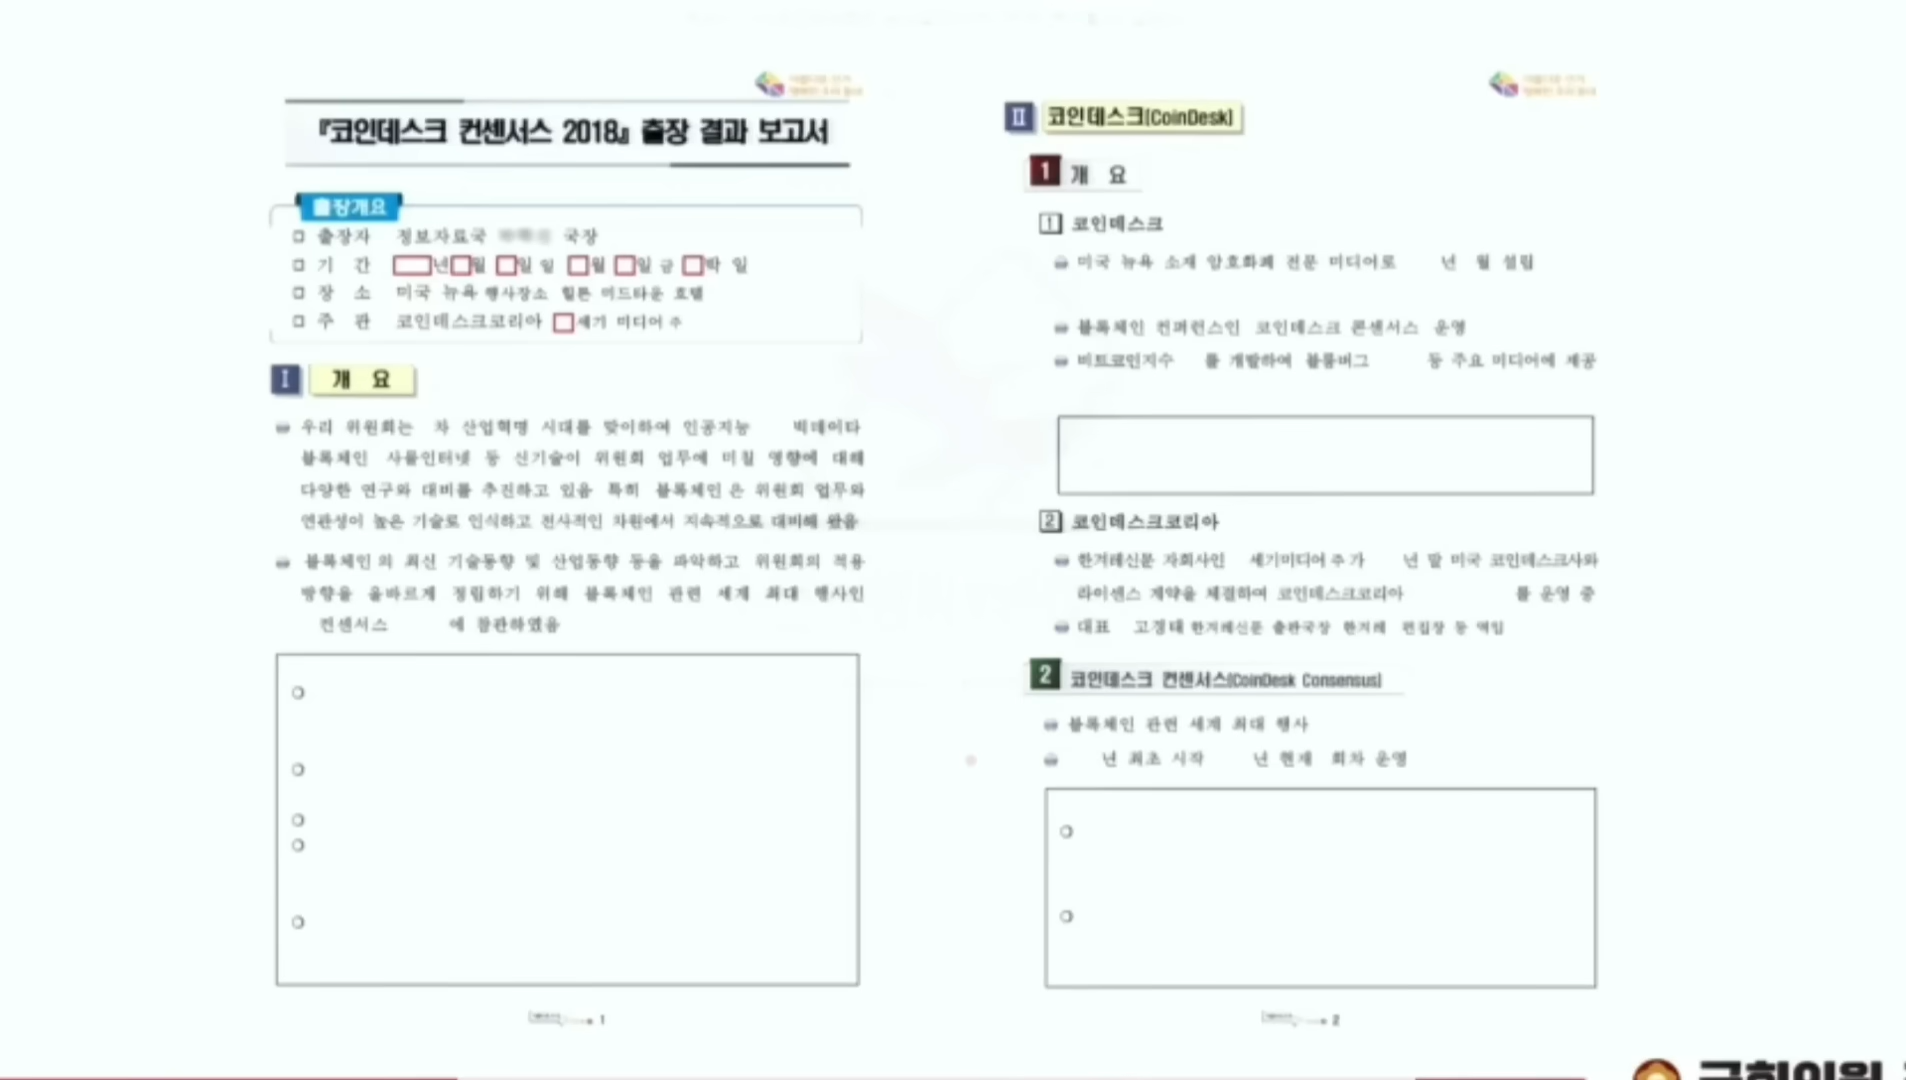 『코인데스크 컨센서스 2018』 출장 결과 보고서
출장개요
출장자 정보자료국 국장
기 간 년 월 일 일 월 일 금 박 일
장 소 미국 뉴욕 행사장소 힐튼 미드타운 호텔
주 관 코인데스크코리아 세기 미디어 주
Ⅰ 개 요
우리 위원회는 차 산업혁명 시대를 맞이하여 인공지능 빅데이타
블록체인 사물인터넷 등 신기술이 위원회 업무에 미칠 영향에 대해
다양한 연구와 대비를 추진하고 있음 특히 블록체인 은 위원회 업무와
연관성이 높은 기술로 인식하고 전사적인 차원에서 지속적으로 대비해 왔음
블록체인 의 최신 기술동향 및 산업동향 등을 파악하고 위원회의 적용
방향을 올바르게 정립하기 위해 블록체인 관련 세계 최대 행사인
컨센서스 에 참관하였음
1
Ⅱ 코인데스크(CoinDesk)
1 개 요
1 코인데스크
미국 뉴욕 소재 암호화폐 전문 미디어로 년 월 설립
블록체인 컨퍼런스인 코인데스크 콘센서스 운영
비트코인지수 를 개발하여 블룸버그 등 주요 미디어에 제공
2 코인데스크코리아
한겨레신문 자회사인 세기미디어 주 가 년 말 미국 코인데스크사와
라이센스 계약을 체결하여 코인데스크코리아 를 운영 중
대표 고경태 한겨레신문 출판국장 한겨레 편집장 등 역임
2 코인데스크 컨센서스(CoinDesk Consensus)
블록체인 관련 세계 최대 행사
년 최초 시작 년 현재 회차 운영
2
국회의원